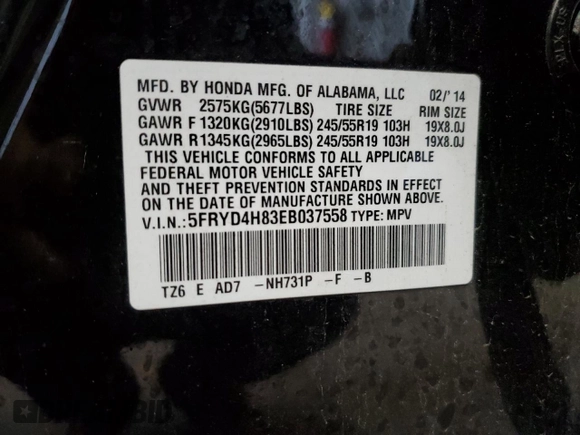 MFD. BY HONDA MFG. OF ALABAMA, LLC 02/'14
GVWR 2575KG(5677LBS) TIRE SIZE RIM SIZE
GAWR F 1320KG(2910LBS) 245/55R19 103H 19X8.0J
GAWR R 1345KG(2965LBS) 245/55R19 103H 19X8.0J
THIS VEHICLE CONFORMS TO ALL APPLICABLE
FEDERAL MOTOR VEHICLE SAFETY
AND THEFT PREVENTION STANDARDS IN EFFECT
ON THE DATE OF MANUFACTURE SHOWN ABOVE.
V.I.N.: 5FRYD4H83EB037558 TYPE: MPV
TZ6 E AD7 -NH731P -F -B